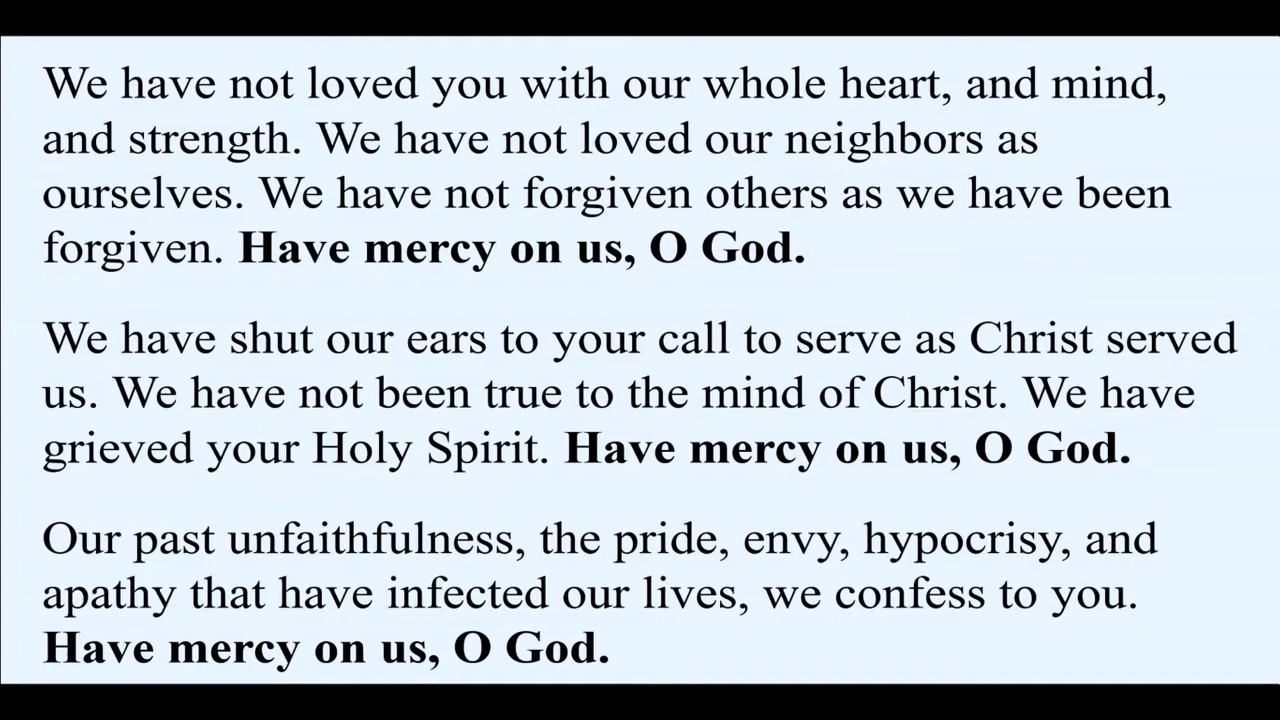 We have not loved you with our whole heart, and mind,
and strength. We have not loved our neighbors as
ourselves. We have not forgiven others as we have been
forgiven. Have mercy on us, O God.
We have shut our ears to your call to serve as Christ served
us. We have not been true to the mind of Christ. We have
grieved your Holy Spirit. Have mercy on us, O God.
Our past unfaithfulness, the pride, envy, hypocrisy, and
apathy that have infected our lives, we confess to you.
Have mercy on us, O God.